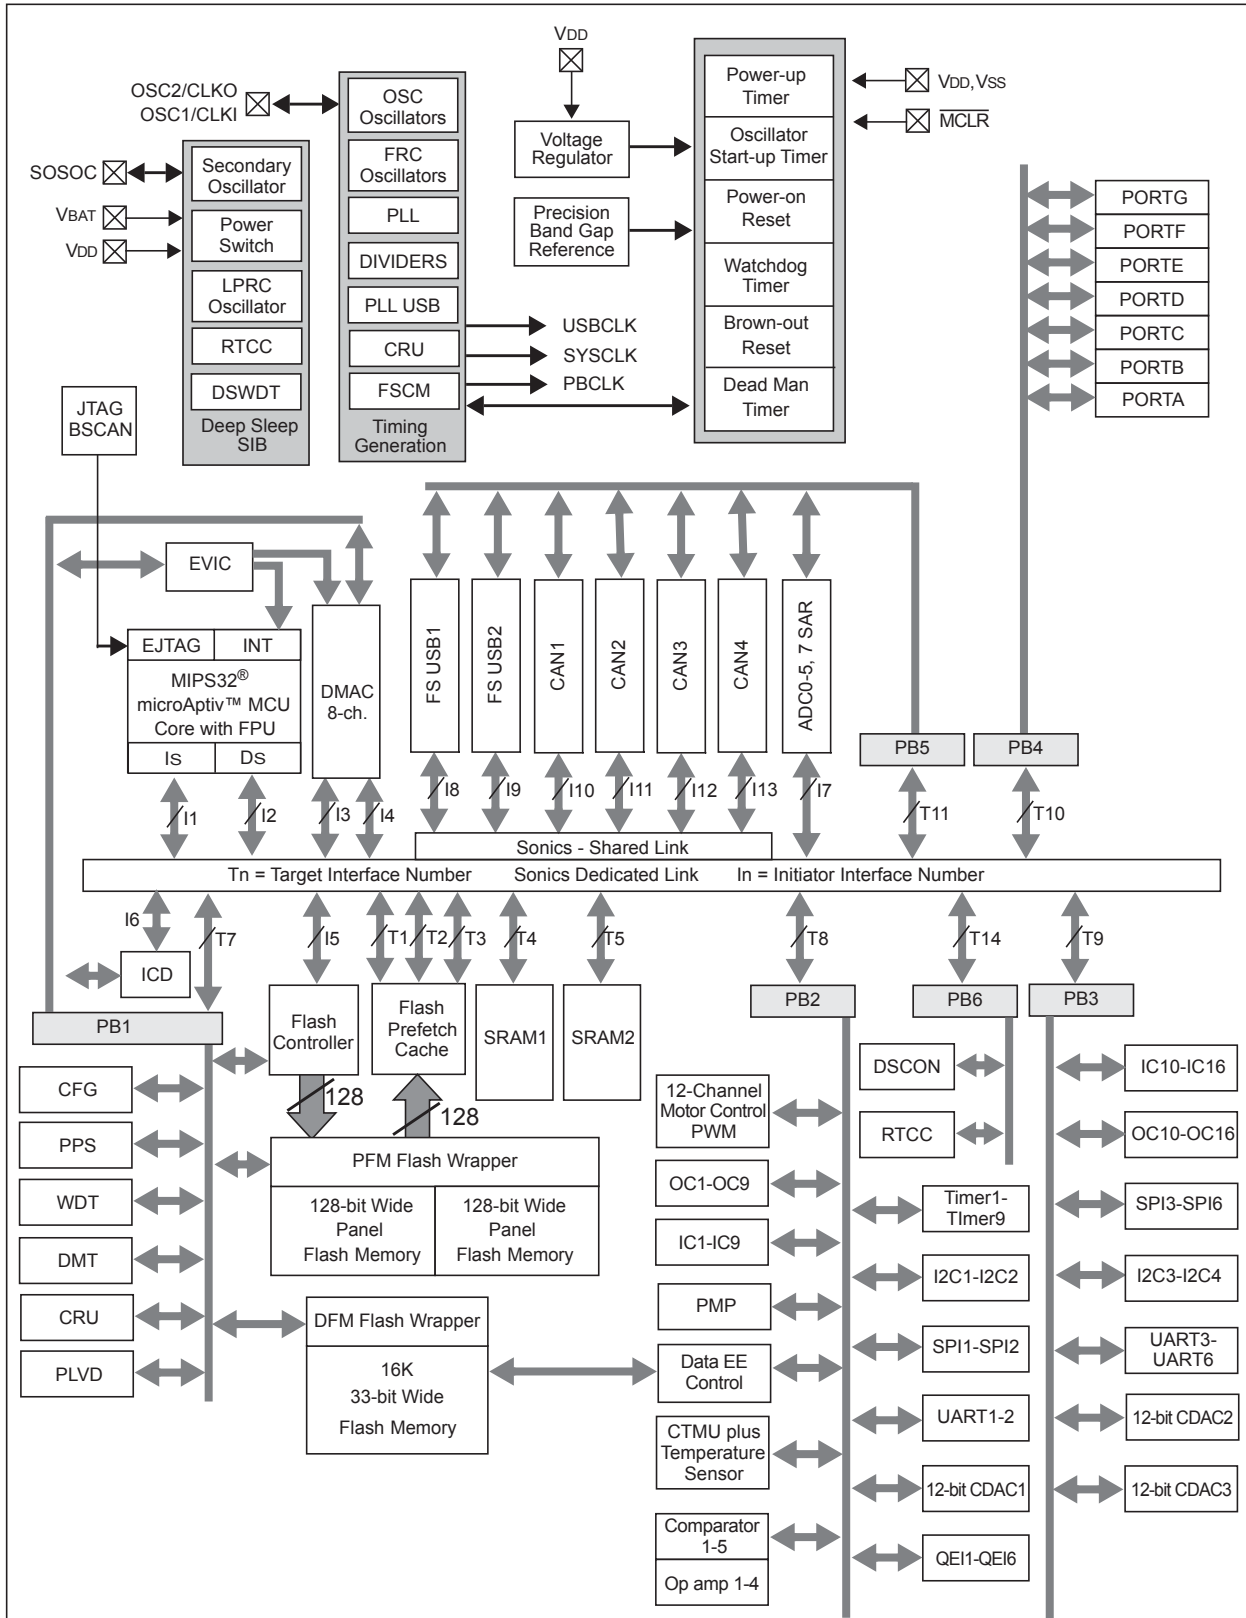 VDD
OSC2/CLKO
OSC1/CLKI
SOSOC
VBAT
VDD
Secondary
Oscillator
Power
Switch
LPRC
Oscillator
RTCC
DSWDT
Deep Sleep
SIB
OSC
Oscillators
FRC
Oscillators
PLL
DIVIDERS
PLL USB
CRU
FSCM
Timing
Generation
Voltage
Regulator
Precision
Band Gap
Reference
USBCLK
SYSCLK
PBCLK
Power-up
Timer
Oscillator
Start-up Timer
Power-on
Reset
Watchdog
Timer
Brown-out
Reset
Dead Man
Timer
VDD,VSS
MCLR
PORTG
PORTF
PORTE
PORTD
PORTC
PORTB
PORTA
JTAG
BSCAN
EVIC
EJTAG
INT
MIPS32®
microAptiv™ MCU
Core with FPU
IS
DS
DMAC
8-ch.
FS USB1
FS USB2
CAN1
CAN2
CAN3
CAN4
ADC0-5, 7 SAR
PB5
PB4
I1
I2
I3
I4
I8
I9
I10
I11
I12
I13
I7
T11
T10
Sonics - Shared Link
Tn = Target Interface Number
Sonics Dedicated Link
In = Initiator Interface Number
I6
T7
I5
T1
T2
T3
T4
T5
T8
T14
T9
ICD
PB1
Flash
Controller
Flash
Prefetch
Cache
SRAM1
SRAM2
PB2
PB6
PB3
128
128
CFG
PPS
WDT
DMT
CRU
PLVD
PFM Flash Wrapper
128-bit Wide
Panel
Flash Memory
128-bit Wide
Panel
Flash Memory
DFM Flash Wrapper
16K
33-bit Wide
Flash Memory
12-Channel
Motor Control
PWM
OC1-OC9
IC1-IC9
PMP
Data EE
Control
CTMU plus
Temperature
Sensor
Comparator
1-5
Op amp 1-4
DSCON
RTCC
Timer1-
TImer9
I2C1-I2C2
SPI1-SPI2
UART1-2
12-bit CDAC1
QEI1-QEI6
IC10-IC16
OC10-OC16
SPI3-SPI6
I2C3-I2C4
UART3-
UART6
12-bit CDAC2
12-bit CDAC3